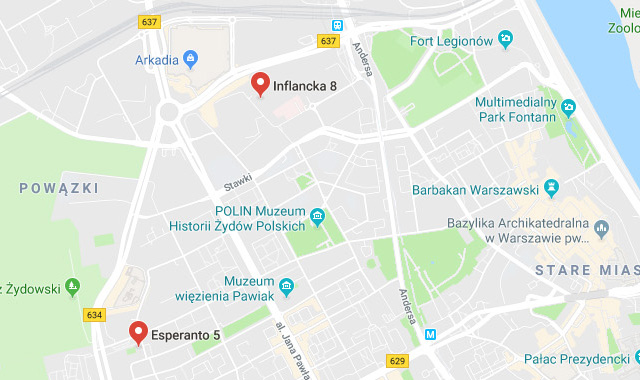 637
637
Andersa
Fort Legionów
Mie
Zoolo
Arkadia
Inflancka 8
Multimedialny
Park Fontann
Stawki
POWĄZKI
Barbakan Warszawski
POLIN Muzeum
Historii Żydów Polskich
Bazylika Archikatedralna
w Warszawie pw...
STARE MIAS
Muzeum
więzienia Pawiak
z Żydowski
634
Andersa
Esperanto 5
al. Jana Pawła
M
629
Pałac Prezydencki